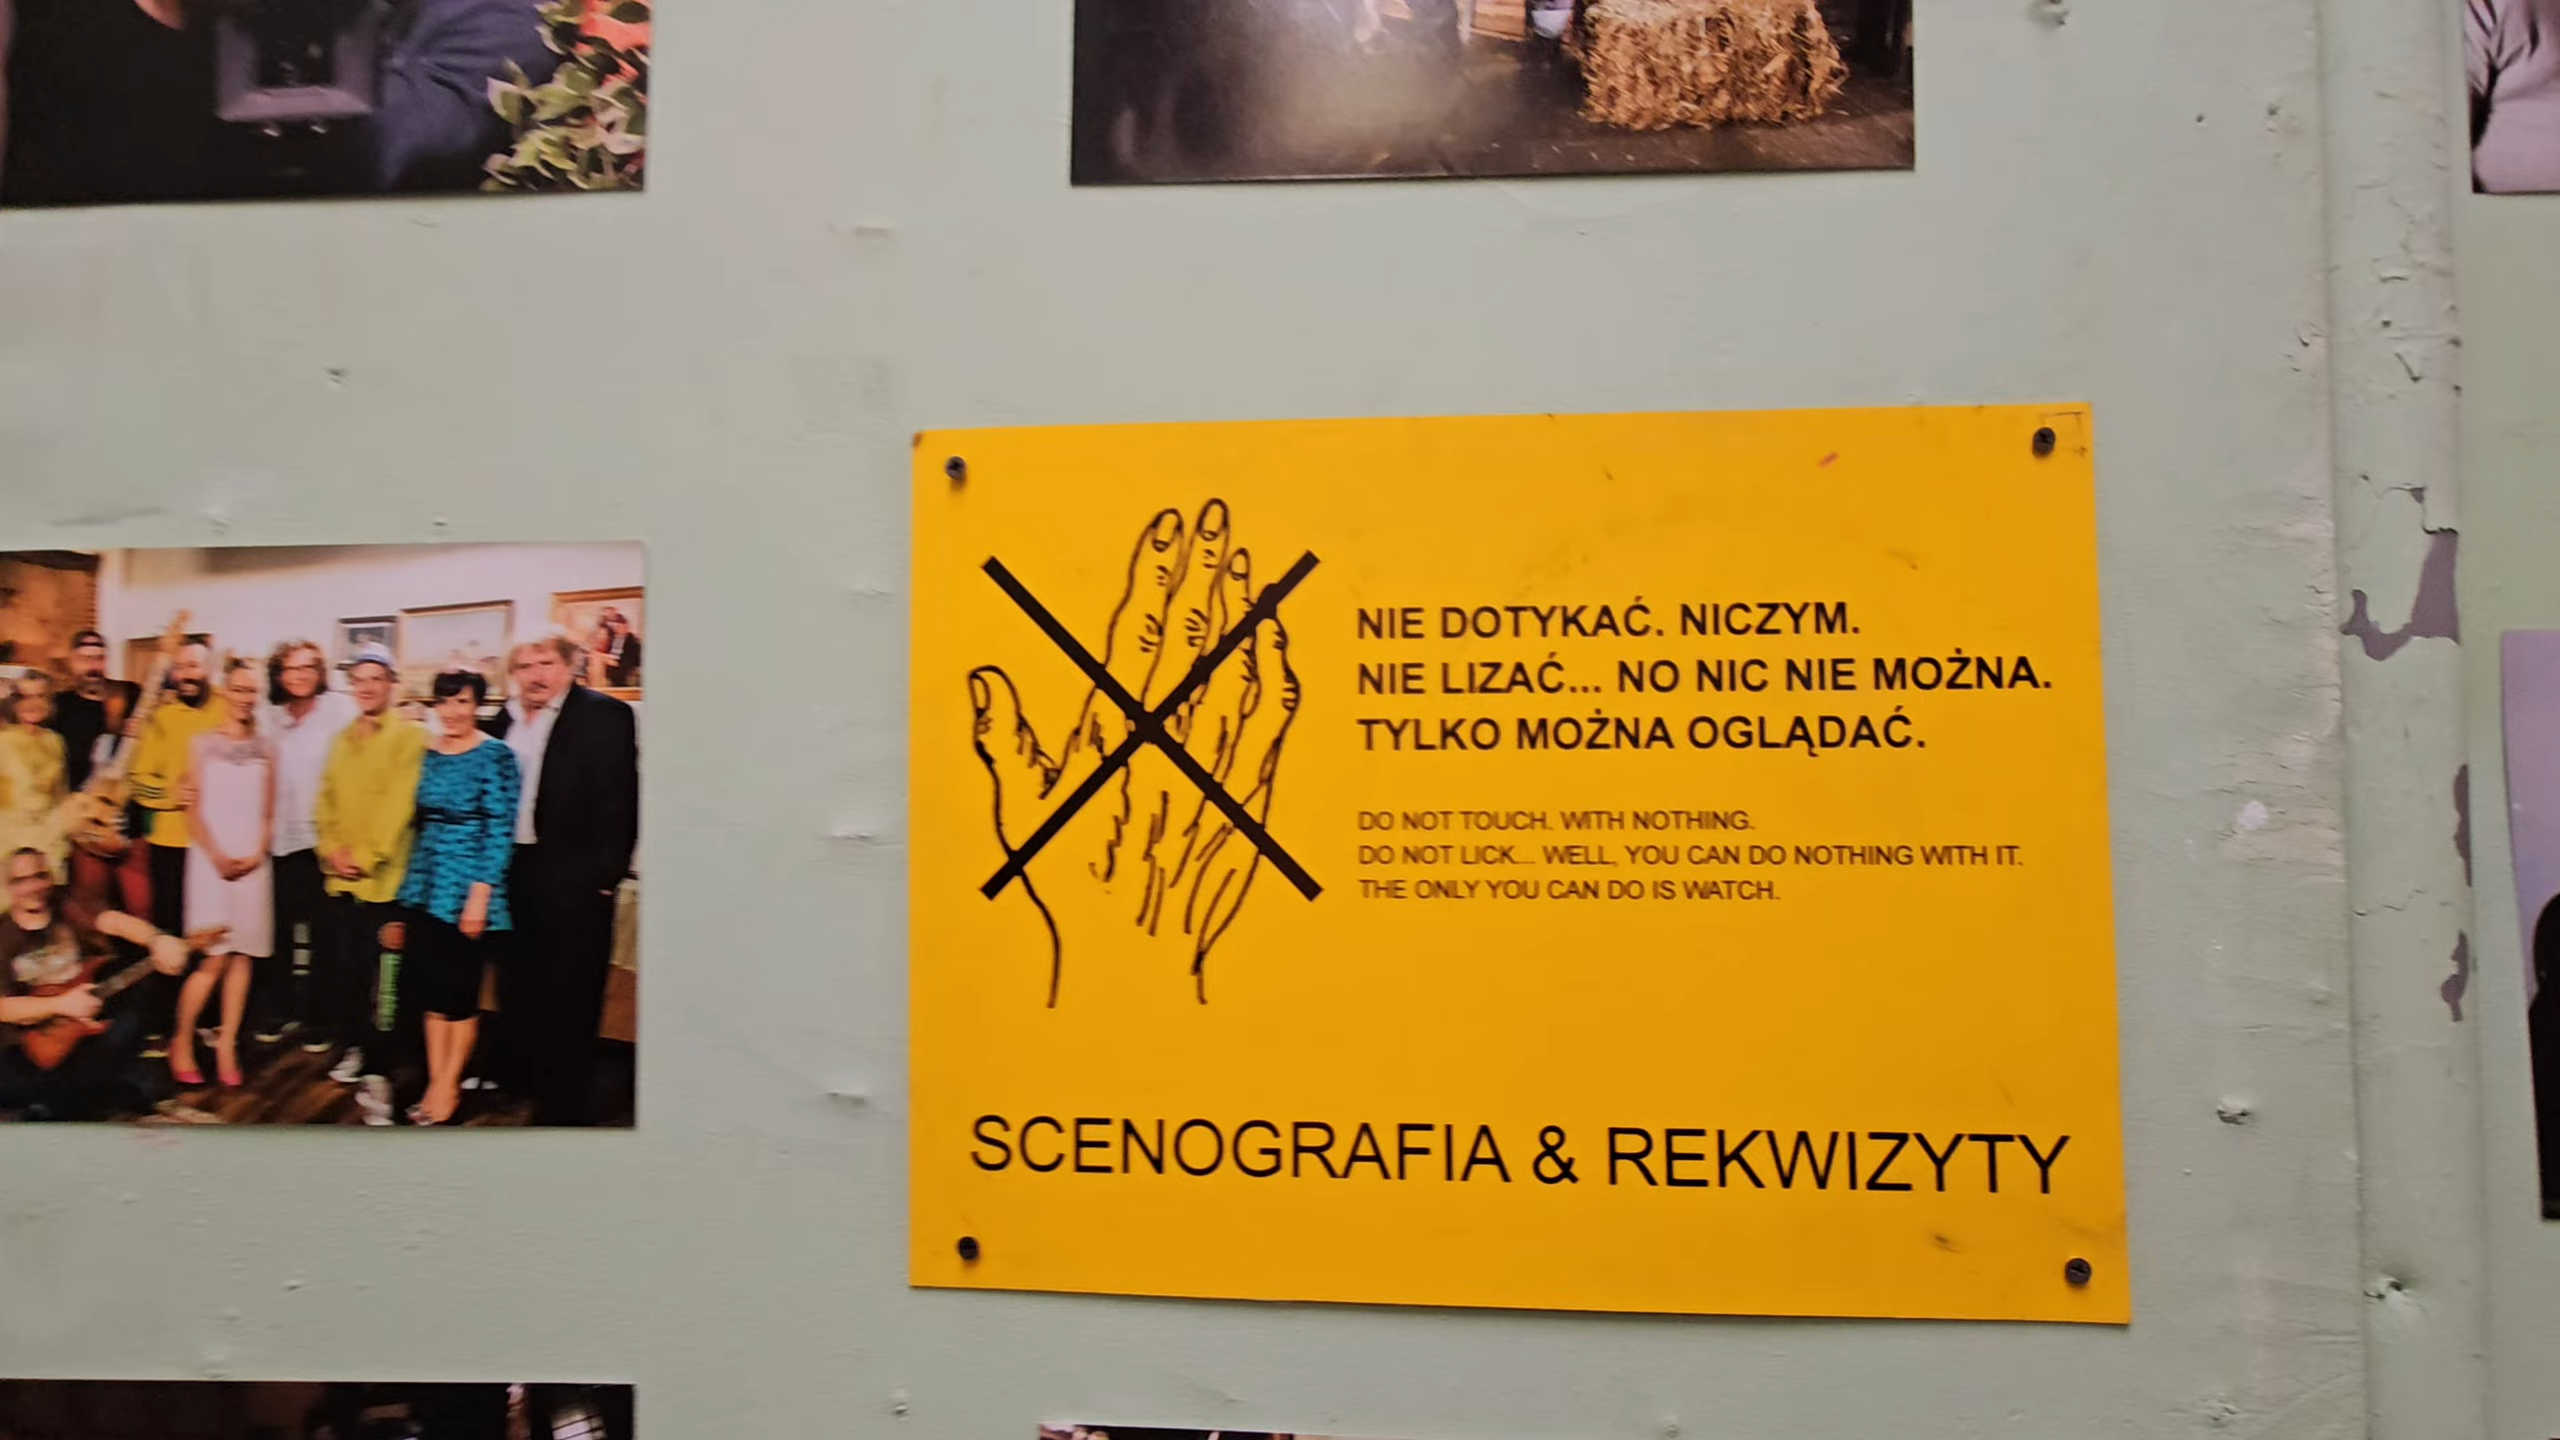 NIE DOTYKAĆ. NICZYM.
NIE LIZAĆ... NO NIC NIE MOŻNA.
TYLKO MOŻNA OGLĄDAĆ.
DO NOT TOUCH. WITH NOTHING.
DO NOT LICK... WELL, YOU CAN DO NOTHING WITH IT.
THE ONLY YOU CAN DO IS WATCH.
SCENOGRAFIA & REKWIZYTY